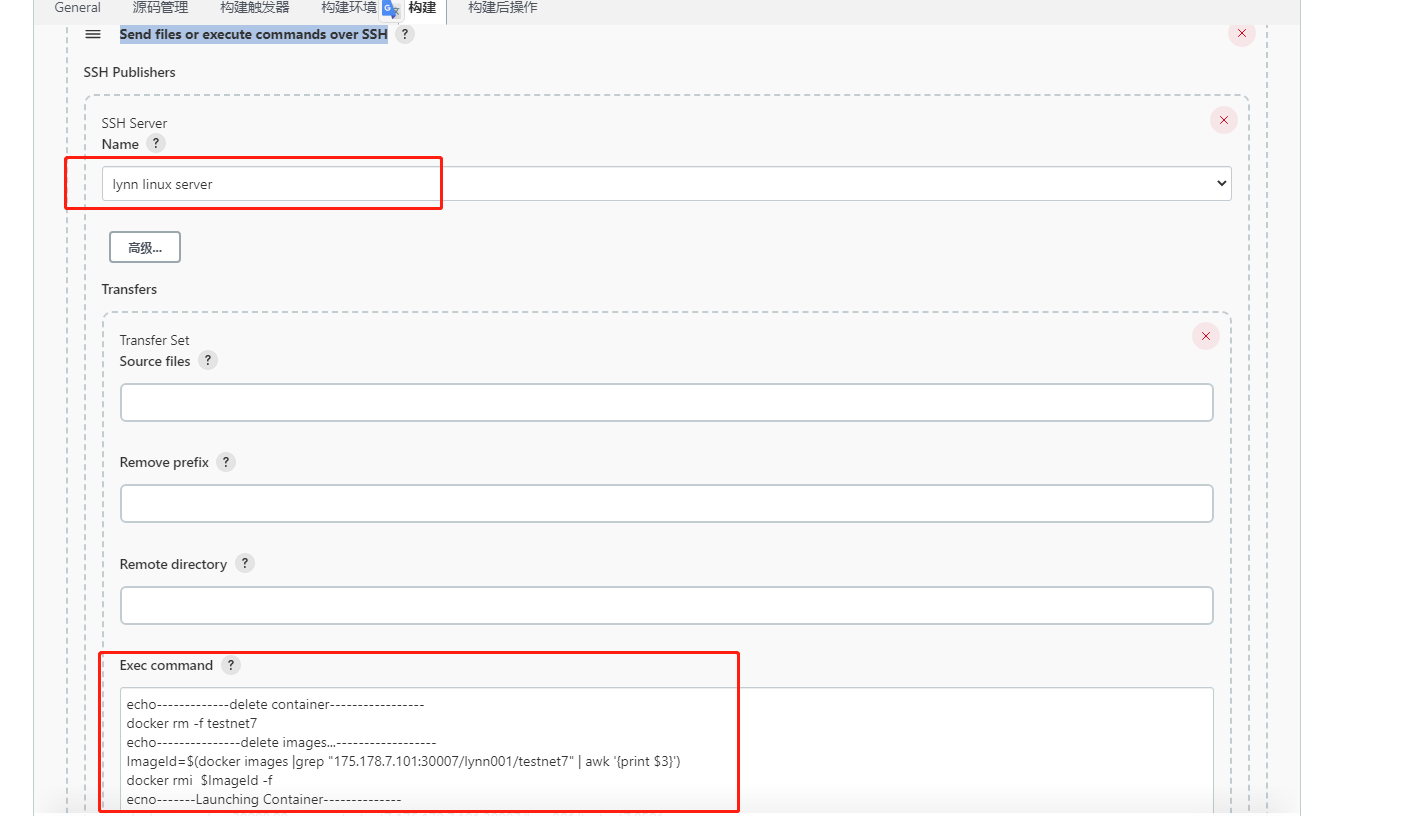 General 源码管理 构建触发器 构建环境 构建 构建后操作
Send files or execute commands over SSH ?
SSH Publishers
SSH Server
Name ?
lynn linux server
高级...
Transfers
Transfer Set
Source files ?
Remove prefix ?
Remote directory ?
Exec command ?
echo-------------delete container-----------------
docker rm -f testnet7
echo---------------delete images...-------------------
ImageId=$(docker images |grep "175.178.7.101:30007/lynn001/testnet7" | awk '{print $3}')
docker rmi  $ImageId -f
ecno-------Launching Container--------------